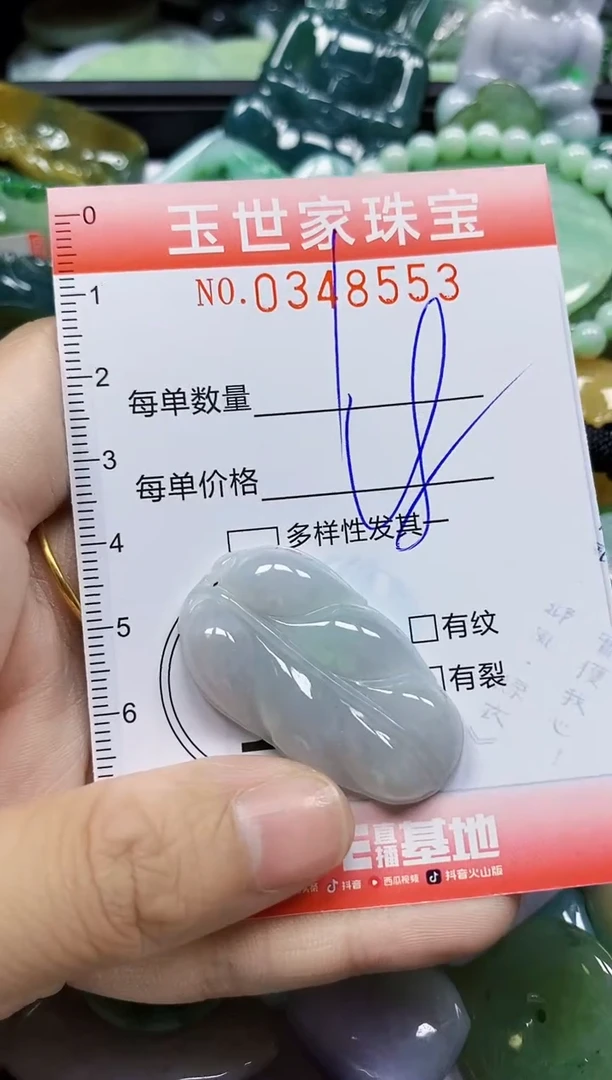 玉世家珠宝
NO.0348553
每单数量
每单价格
多样性发其一
有纹
有裂
直播基地
抖音 西瓜视频 抖音火山版
0
1
2
3
4
5
6